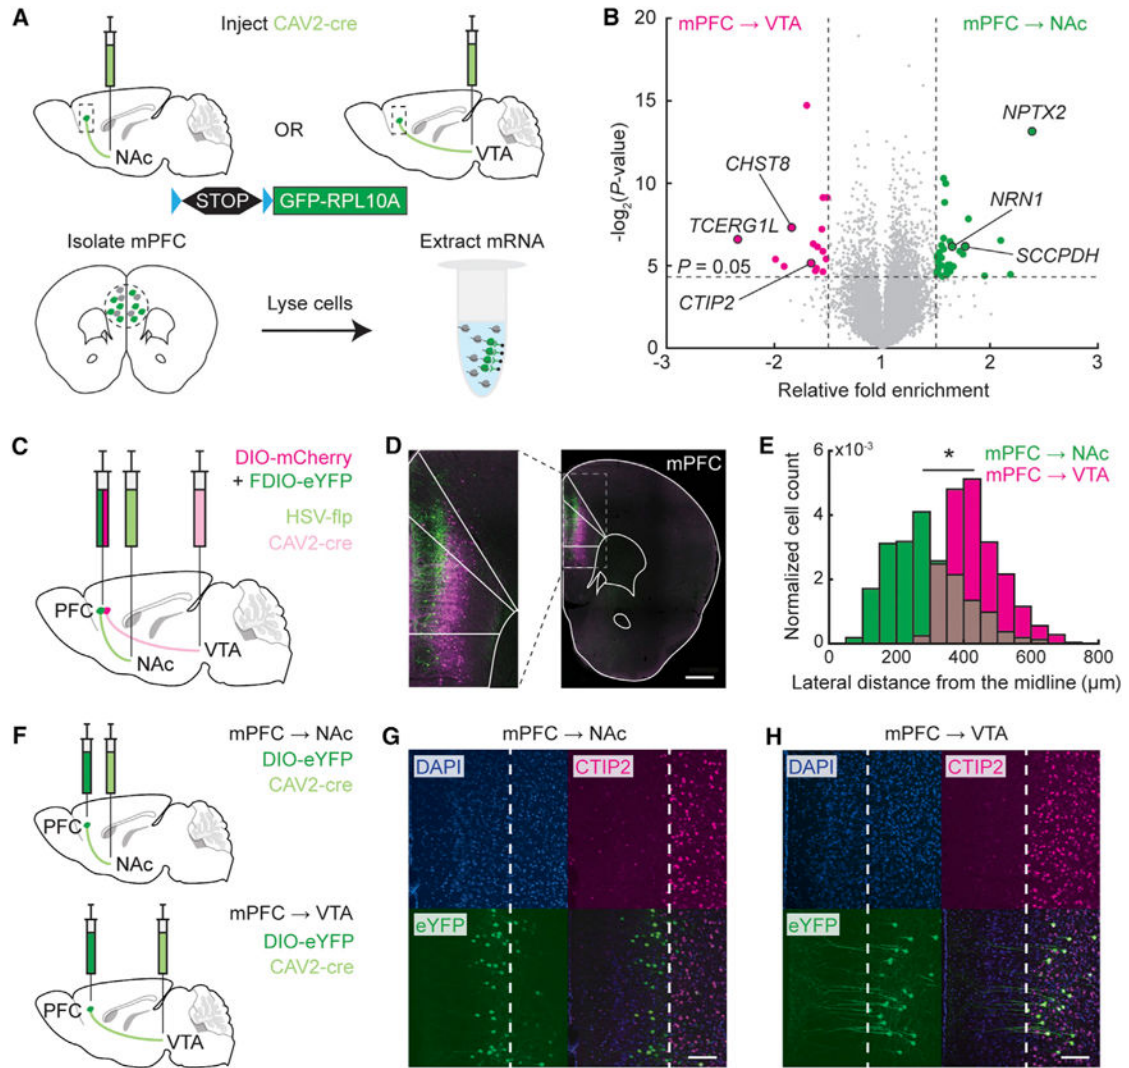 A
Inject CAV2-cre
NAc
OR
VTA
STOP
GFP-RPL10A
Isolate mPFC
Extract mRNA
Lyse cells
B
mPFC → VTA
mPFC → NAc
20
15
10
5
0
-log₂(P-value)
NPTX2
CHST8
NRN1
TCERG1L
SCCPDH
P = 0.05
CTIP2
-3
-2
1
2
3
Relative fold enrichment
C
DIO-mCherry
+ FDIO-eYFP
HSV-flp
CAV2-cre
PFC
VTA
NAc
D
mPFC
E
6
x10⁻³
mPFC → NAc
*
mPFC → VTA
4
2
0
Normalized cell count
0
200
400
600
800
Lateral distance from the midline (µm)
F
mPFC → NAc
DIO-eYFP
CAV2-cre
PFC
NAc
mPFC → VTA
DIO-eYFP
CAV2-cre
PFC
VTA
G
mPFC → NAc
DAPI
CTIP2
eYFP
H
mPFC → VTA
DAPI
CTIP2
eYFP